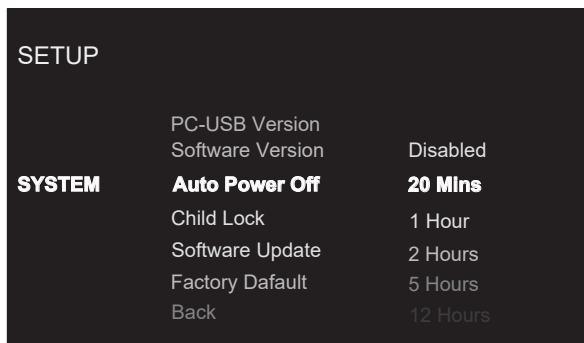 SETUP
PC-USB Version
Software Version Disabled
SYSTEM Auto Power Off 20 Mins
Child Lock 1 Hour
Software Update 2 Hours
Factory Dafault 5 Hours
Back 12 Hours